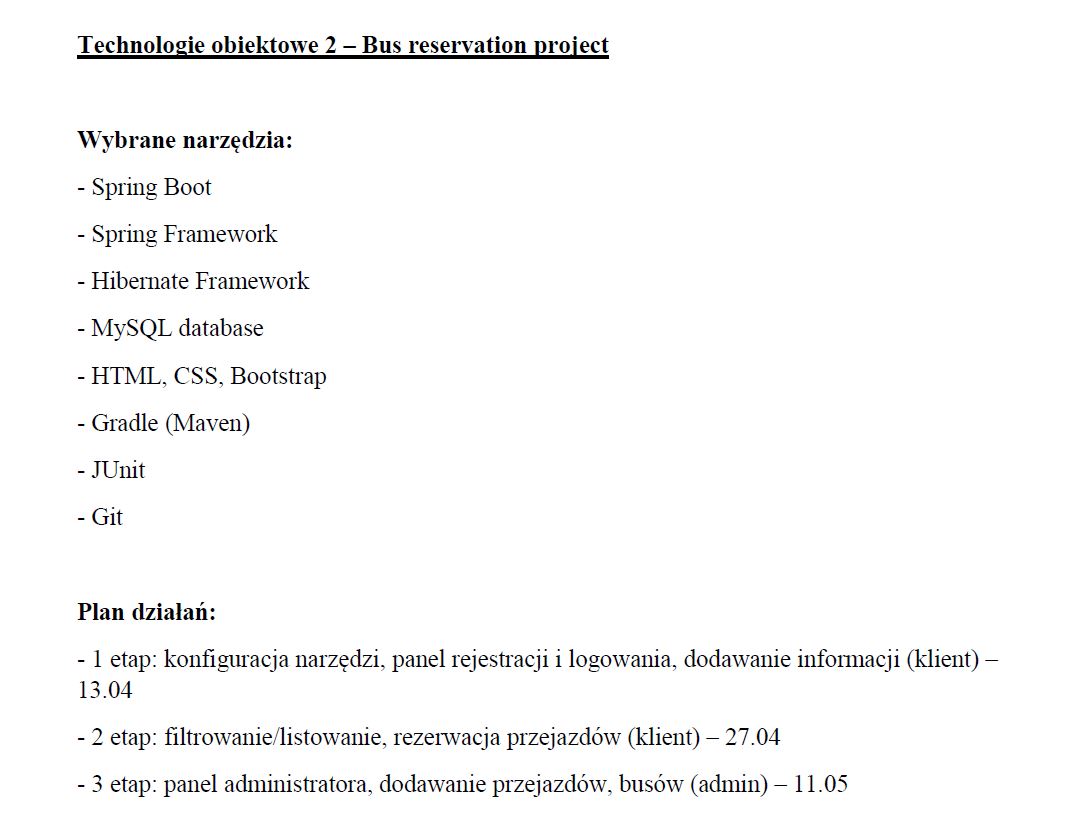 Technologie obiektowe 2 – Bus reservation project
Wybrane narzędzia:
- Spring Boot
- Spring Framework
- Hibernate Framework
- MySQL database
- HTML, CSS, Bootstrap
- Gradle (Maven)
- JUnit
- Git
Plan działań:
- 1 etap: konfiguracja narzędzi, panel rejestracji i logowania, dodawanie informacji (klient) –
13.04
- 2 etap: filtrowanie/listowanie, rezerwacja przejazdów (klient) – 27.04
- 3 etap: panel administratora, dodawanie przejazdów, busów (admin) – 11.05